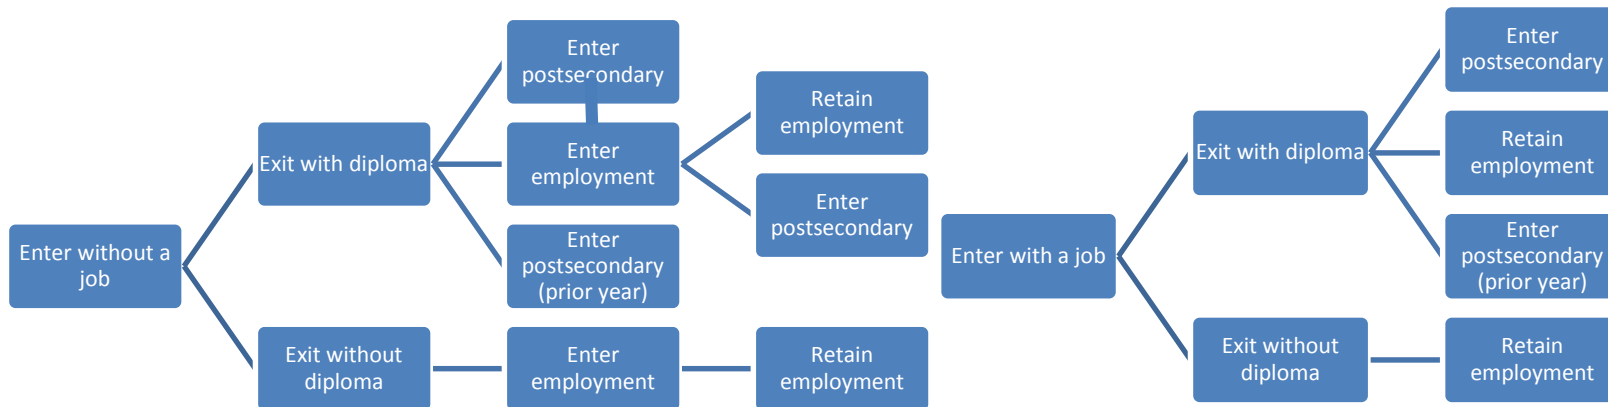 Enter without a
job
Exit with diploma
Enter
postsecondary
Enter
employment
Retain
employment
Enter
postsecondary
Enter
postsecondary
(prior year)
Exit without
diploma
Enter
employment
Retain
employment
Enter with a job
Exit with diploma
Enter
postsecondary
Retain
employment
Enter
postsecondary
(prior year)
Exit without
diploma
Retain
employment